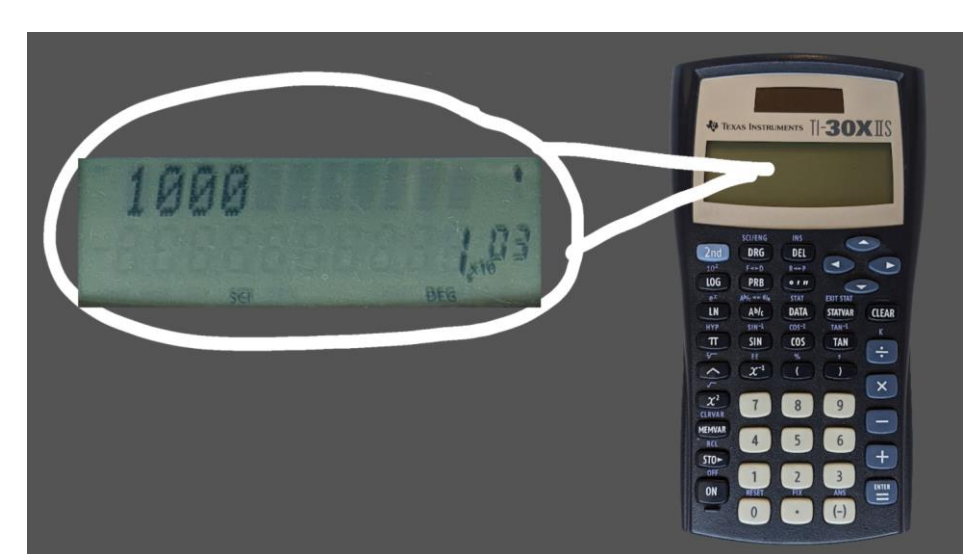 1000
1. x10 03
SCI DEG
TEXAS INSTRUMENTS TI-30X IIS
SCI/ENG INS
2nd DRG DEL
10ˣ F↔D R↔P
LOG PRB ° ' "
eˣ STAT EXIT STAT
LN Ab/c DATA STATVAR CLEAR
HYP SIN⁻¹ COS⁻¹ TAN⁻¹ K
π SIN COS TAN ÷
EE %
^ x⁻¹ ( ) ×
√
x² 7 8 9 −
CLRVAR
MEMVAR 4 5 6 +
RCL
STO► 1 2 3 ENTER =
OFF RESET FIX ANS
ON 0 . (-)